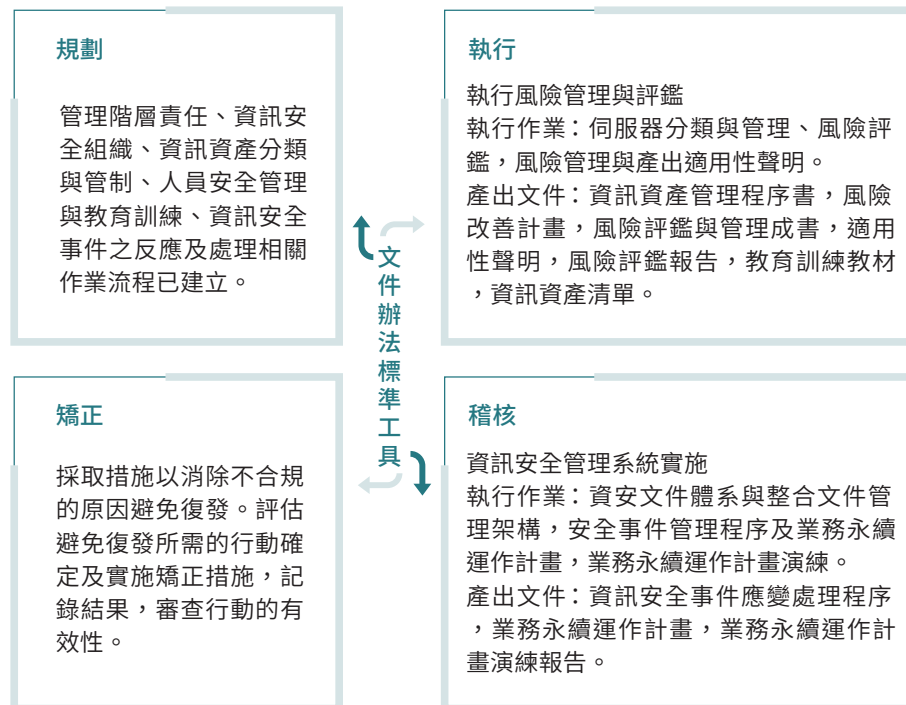 規劃
管理階層責任、資訊安
全組織、資訊資產分類
與管制、人員安全管理
與教育訓練、資訊安全
事件之反應及處理相關
作業流程已建立。
執行
執行風險管理與評鑑
執行作業：伺服器分類與管理、風險評
鑑，風險管理與產出適用性聲明。
產出文件：資訊資產管理程序書，風險
改善計畫，風險評鑑與管理成書，適用
性聲明，風險評鑑報告，教育訓練教材
，資訊資產清單。
文件辦法標準工具
矯正
採取措施以消除不合規
的原因避免復發。評估
避免復發所需的行動確
定及實施矯正措施，記
錄結果，審查行動的有
效性。
稽核
資訊安全管理系統實施
執行作業：資安文件體系與整合文件管
理架構，安全事件管理程序及業務永續
運作計畫，業務永續運作計畫演練。
產出文件：資訊安全事件應變處理程序
，業務永續運作計畫，業務永續運作計
畫演練報告。